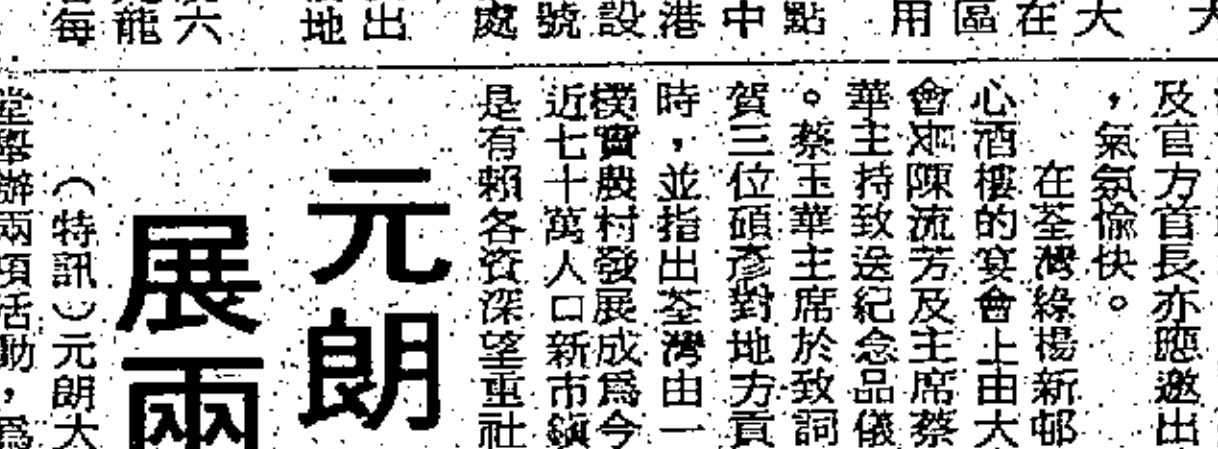 大
在
區
用
點
中
港
設
號
處
出
地
六
龍
每
及官方首長亦應邀出
，氣氛愉快。
在荃灣綠楊新邨
心酒樓的宴會上由大
會陳流芳及主席蔡
華主持致送紀念品儀
。蔡玉華主席於致詞
賀三位碩彥對地方貢
時，並指出荃灣由一
樸實農村發展成爲今
近七十萬人口新市鎮
是有賴各資深望重社
元朗
展兩
（特訊）元朗大
堂舉辦兩項活動，爲